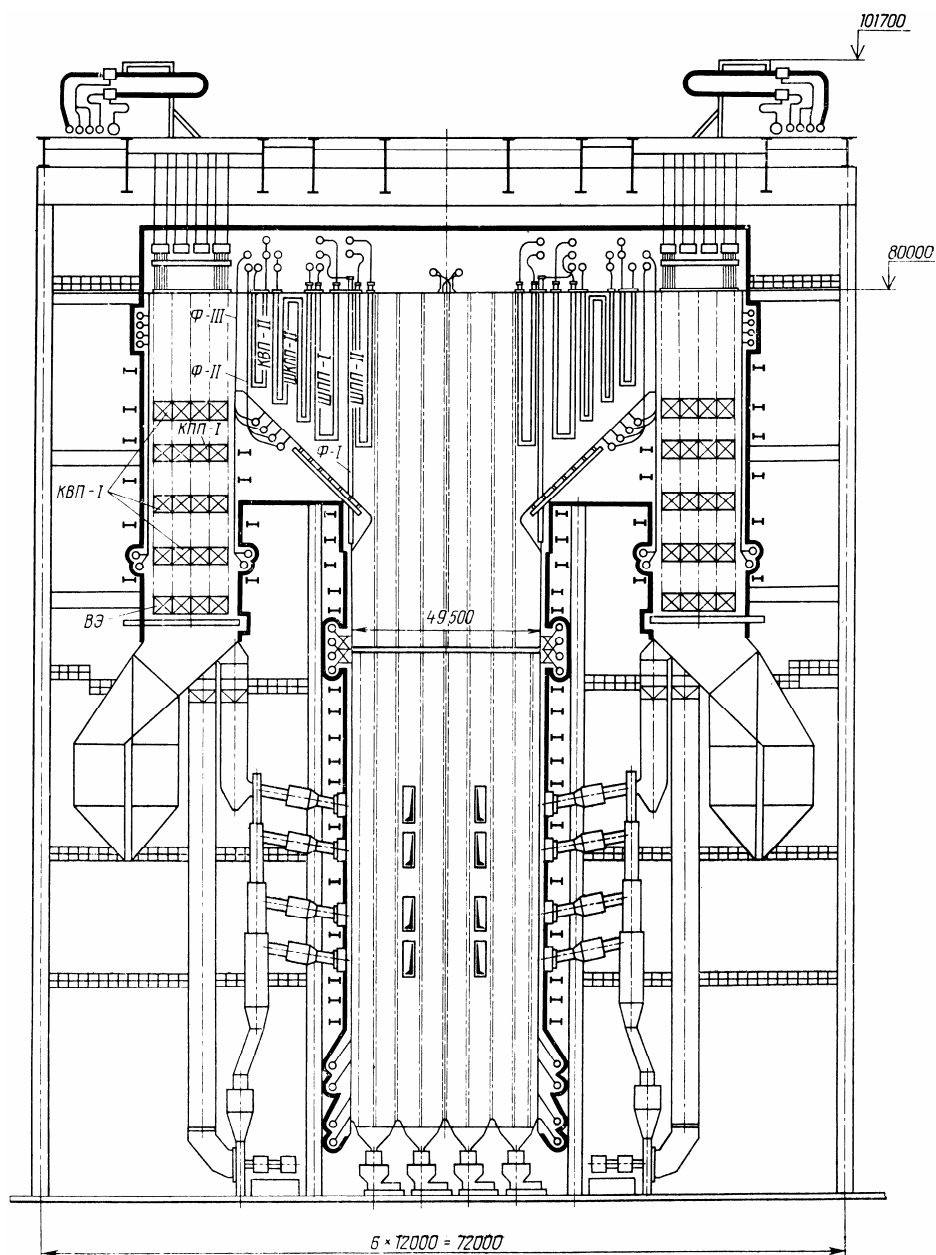 101700
80000
Ф-III
КВП-II
ШКПП-II
Ф-II
ШПП-I
ШПП-II
КПП-I
Ф-I
КВП-I
ВЭ
49500
6 × 12000 = 72000